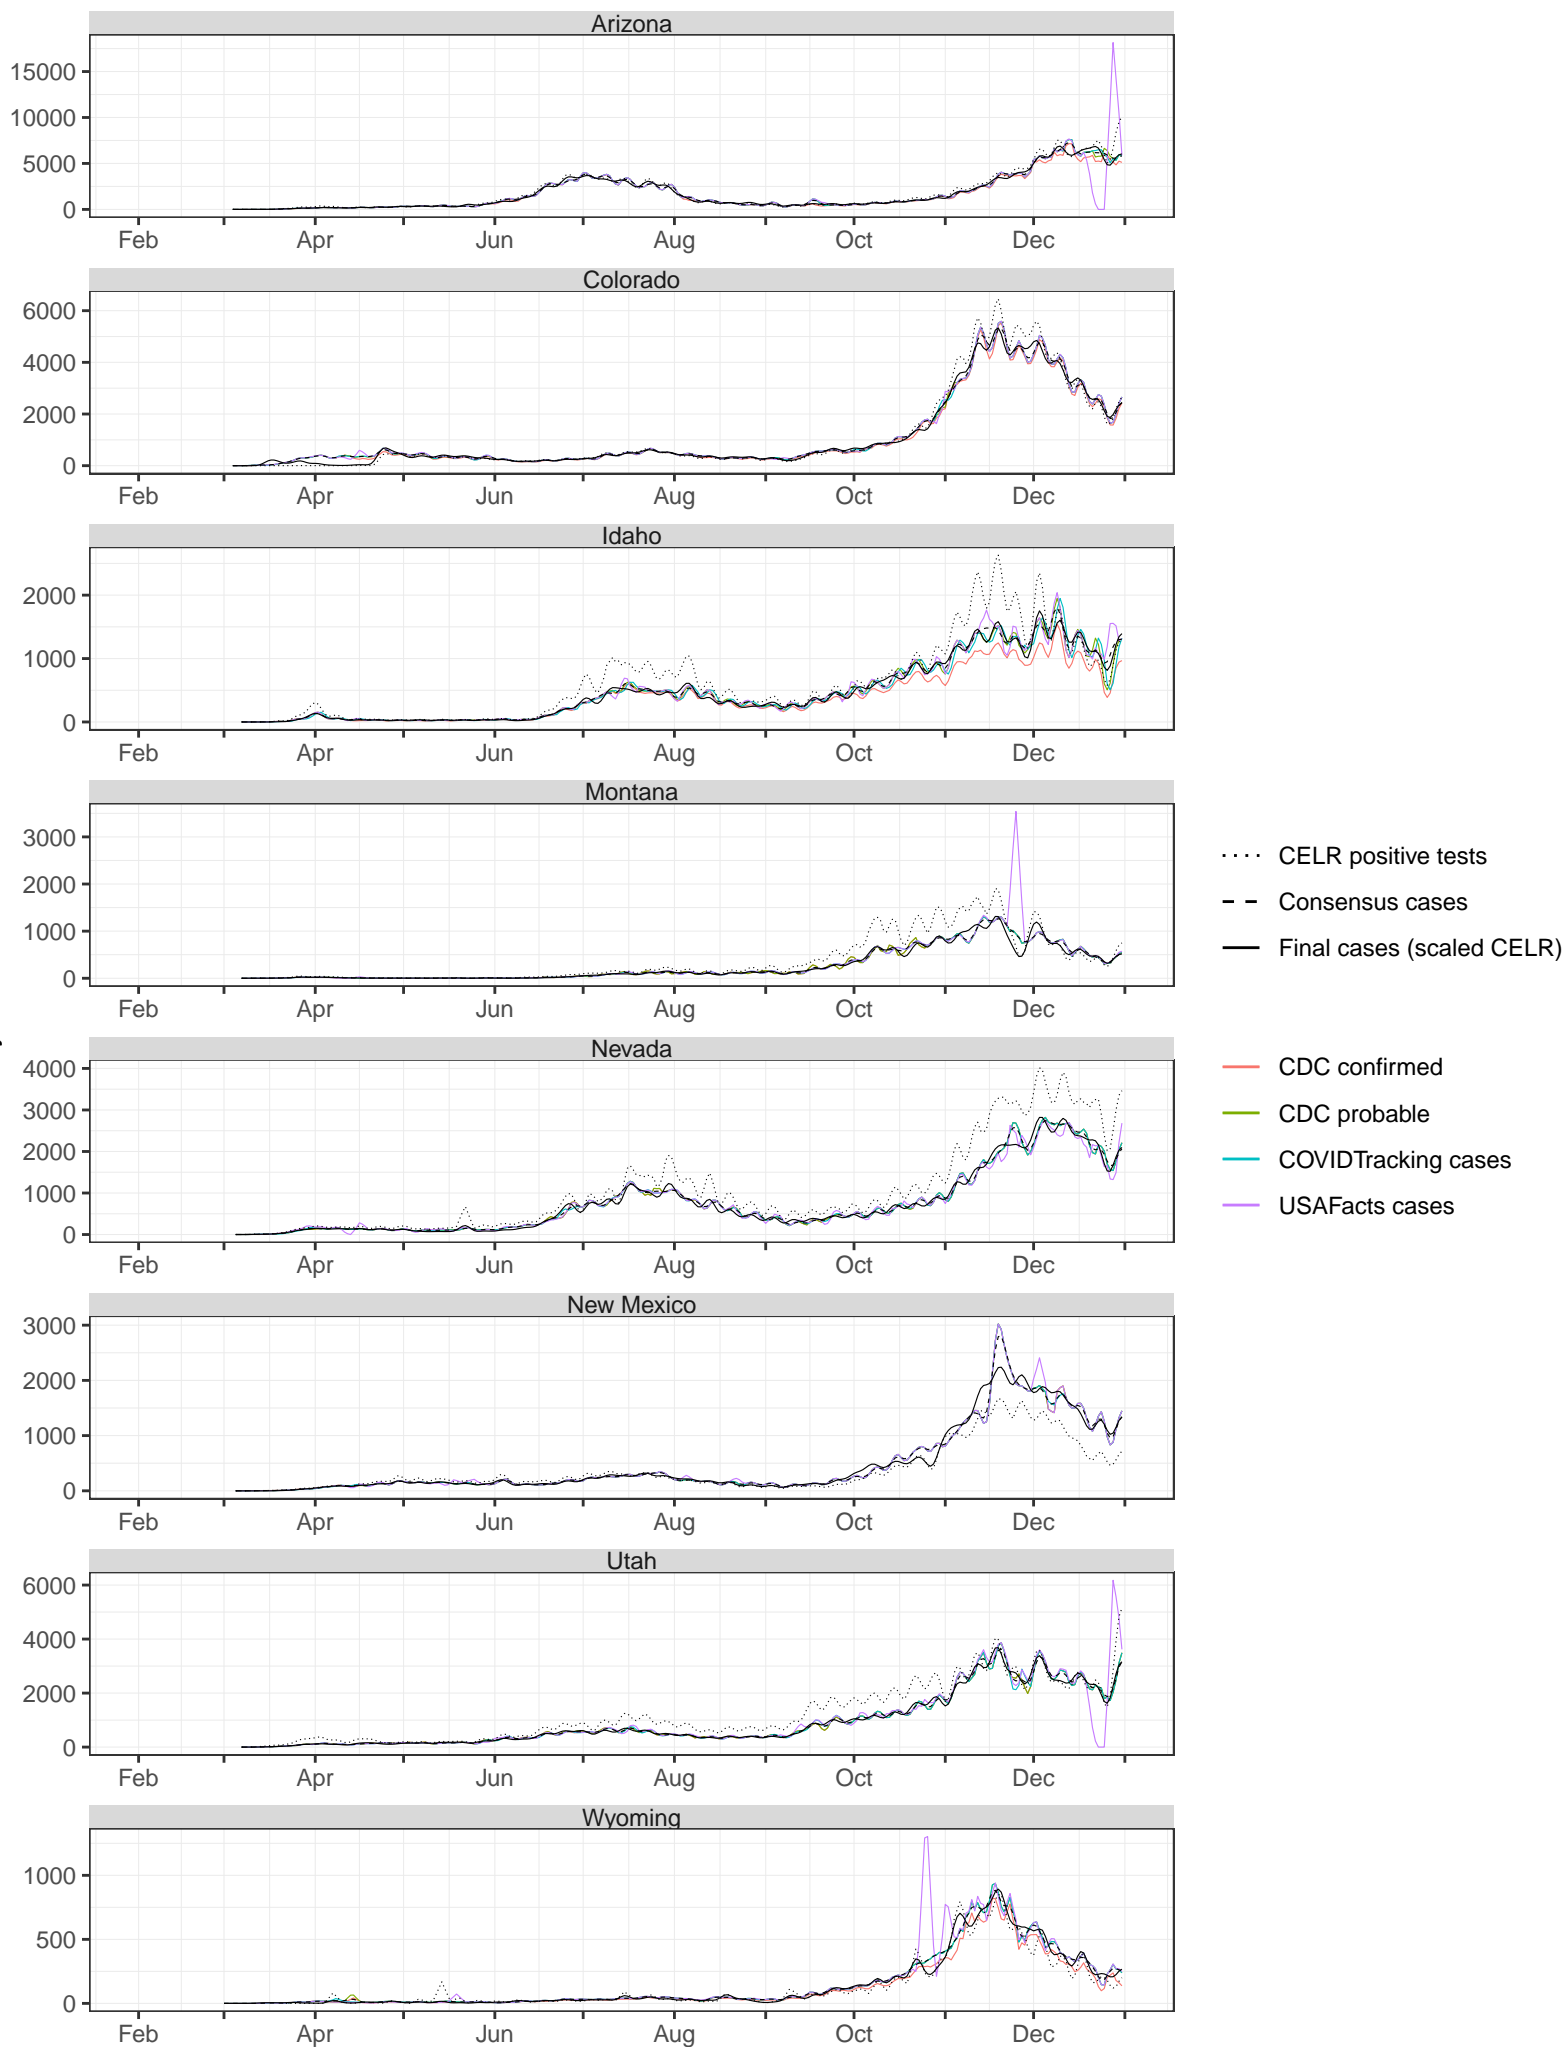 Arizona
15000
10000
5000
0
Feb Apr Jun Aug Oct Dec
Colorado
6000
4000
2000
0
Feb Apr Jun Aug Oct Dec
Idaho
2000
1000
0
Feb Apr Jun Aug Oct Dec
Montana
3000
2000
1000
0
Feb Apr Jun Aug Oct Dec
Nevada
4000
3000
2000
1000
0
Feb Apr Jun Aug Oct Dec
New Mexico
3000
2000
1000
0
Feb Apr Jun Aug Oct Dec
Utah
6000
4000
2000
0
Feb Apr Jun Aug Oct Dec
Wyoming
1000
500
0
Feb Apr Jun Aug Oct Dec
CELR positive tests
Consensus cases
Final cases (scaled CELR)
CDC confirmed
CDC probable
COVIDTracking cases
USAFacts cases